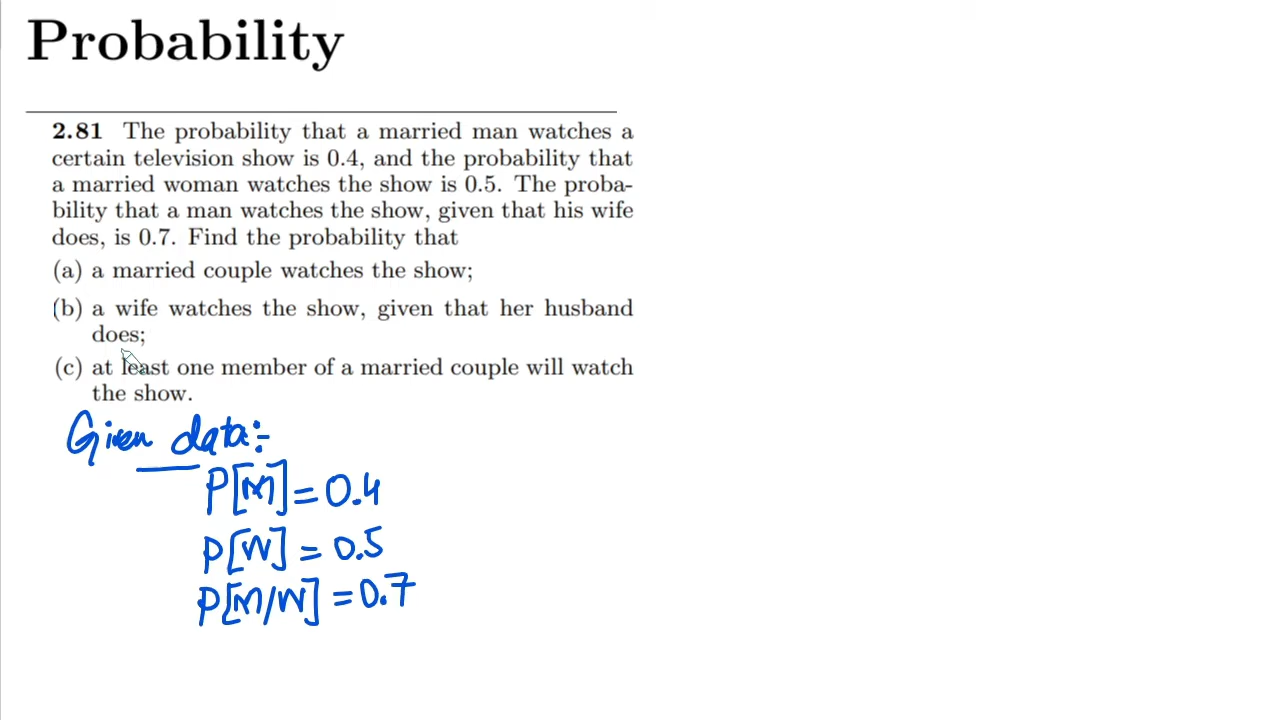 Probability
2.81 The probability that a married man watches a
certain television show is 0.4, and the probability that
a married woman watches the show is 0.5. The proba-
bility that a man watches the show, given that his wife
does, is 0.7. Find the probability that
(a) a married couple watches the show;
(b) a wife watches the show, given that her husband
does;
(c) at least one member of a married couple will watch
the show.
Given data:-
P[M] = 0.4
P[W] = 0.5
P[M/W] = 0.7